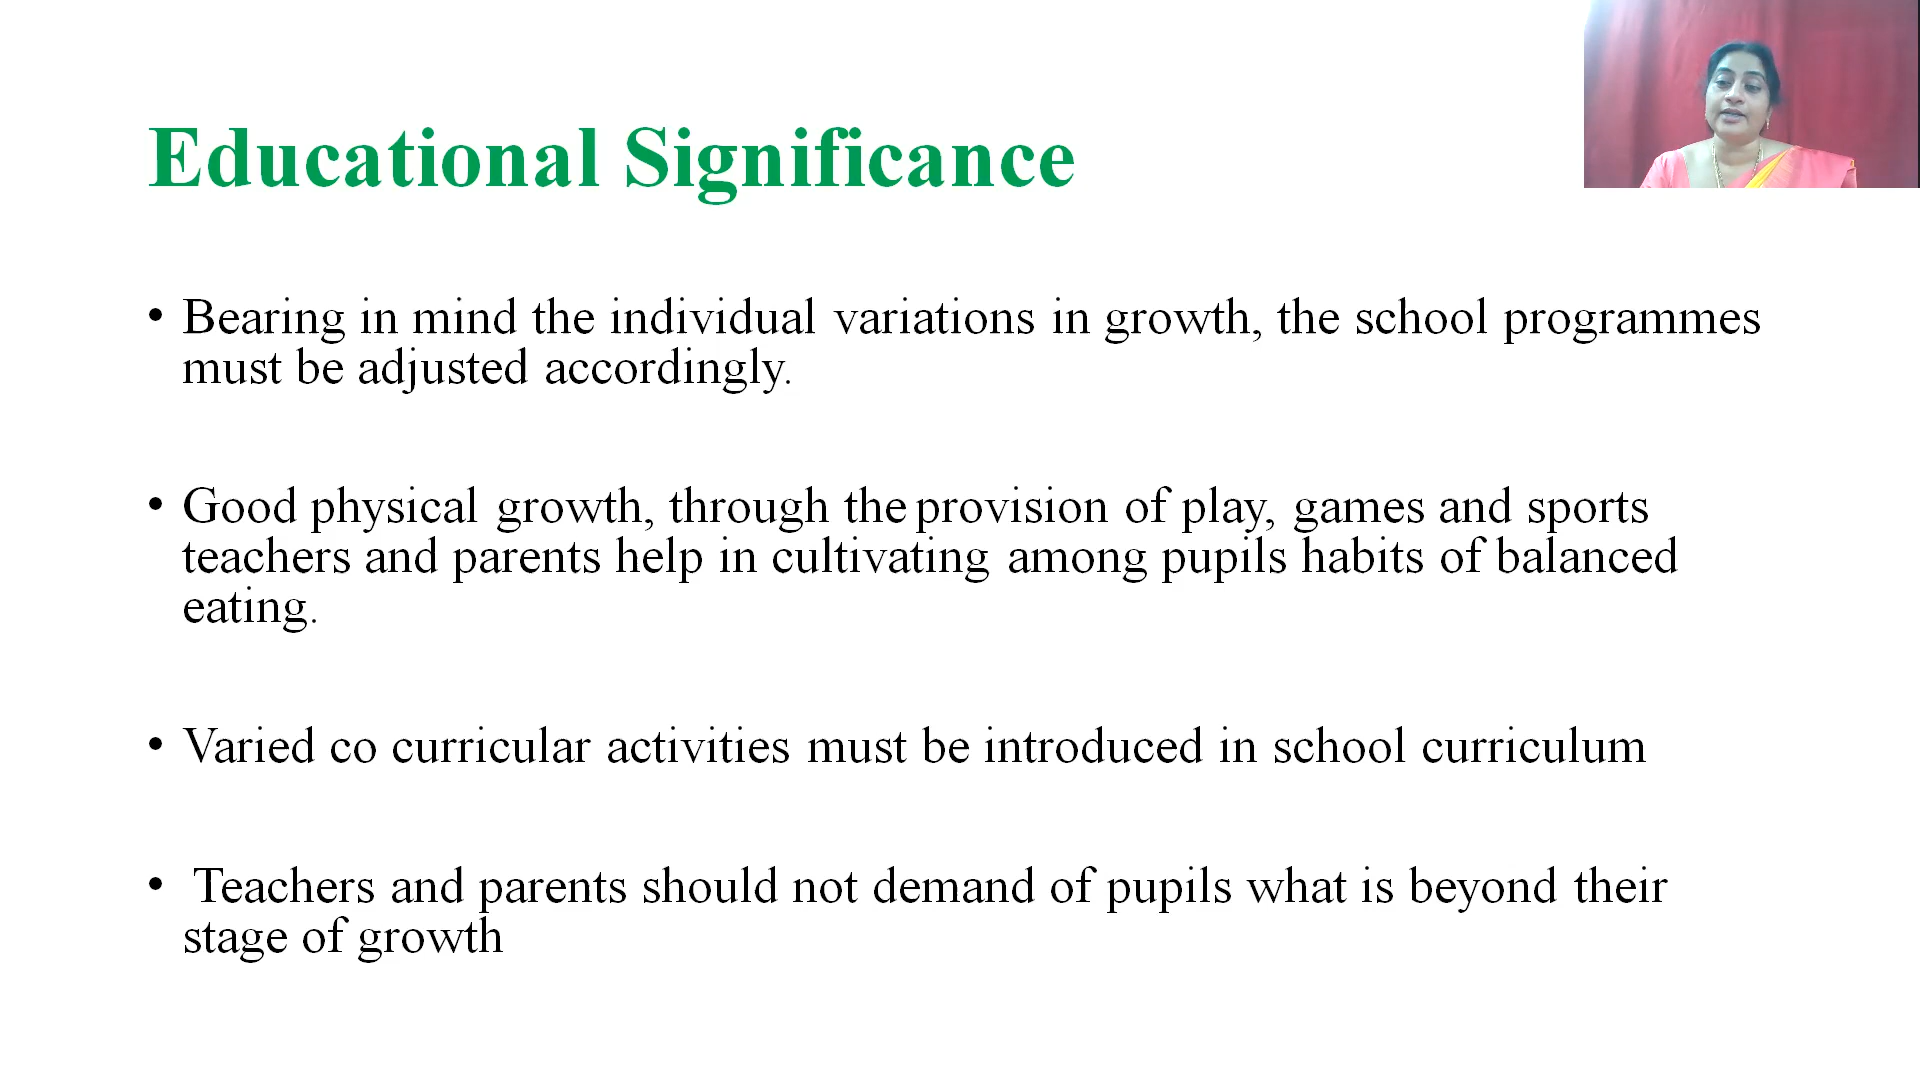 Educational Significance
• Bearing in mind the individual variations in growth, the school programmes
must be adjusted accordingly.
• Good physical growth, through the provision of play, games and sports
teachers and parents help in cultivating among pupils habits of balanced
eating.
• Varied co curricular activities must be introduced in school curriculum
• Teachers and parents should not demand of pupils what is beyond their
stage of growth